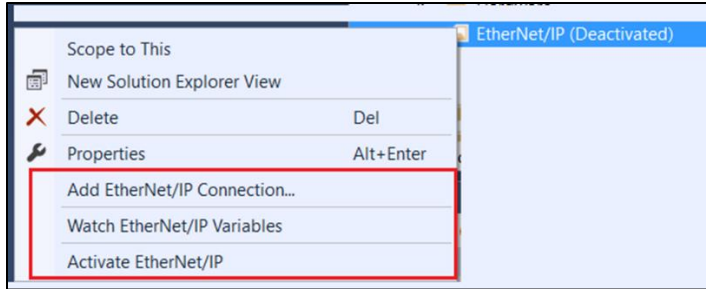 EtherNet/IP (Deactivated)
Scope to This
New Solution Explorer View
Delete Del
Properties Alt+Enter
Add EtherNet/IP Connection...
Watch EtherNet/IP Variables
Activate EtherNet/IP